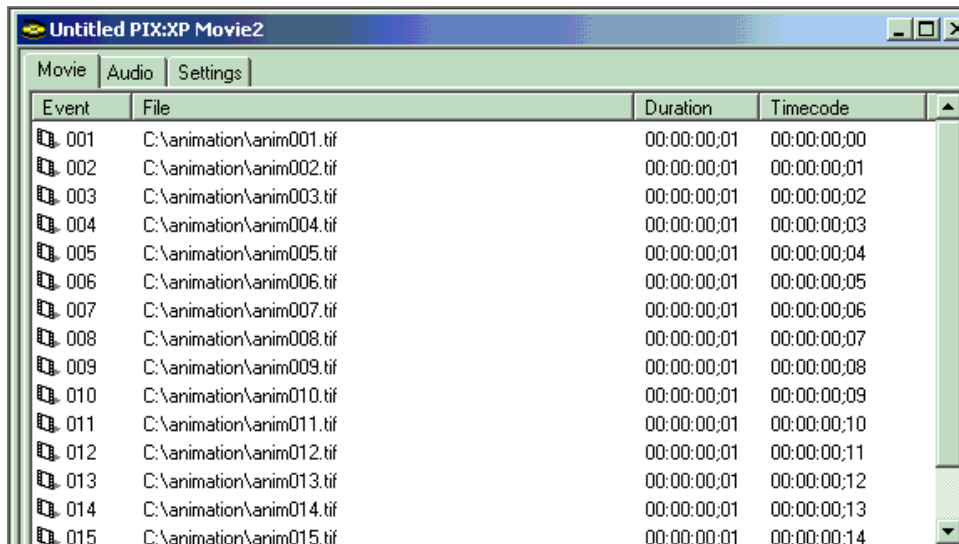 Untitled PIX:XP Movie2
Movie Audio Settings
Event File Duration Timecode
001 C:\animation\anim001.tif 00:00:00;01 00:00:00;00
002 C:\animation\anim002.tif 00:00:00;01 00:00:00;01
003 C:\animation\anim003.tif 00:00:00;01 00:00:00;02
004 C:\animation\anim004.tif 00:00:00;01 00:00:00;03
005 C:\animation\anim005.tif 00:00:00;01 00:00:00;04
006 C:\animation\anim006.tif 00:00:00;01 00:00:00;05
007 C:\animation\anim007.tif 00:00:00;01 00:00:00;06
008 C:\animation\anim008.tif 00:00:00;01 00:00:00;07
009 C:\animation\anim009.tif 00:00:00;01 00:00:00;08
010 C:\animation\anim010.tif 00:00:00;01 00:00:00;09
011 C:\animation\anim011.tif 00:00:00;01 00:00:00;10
012 C:\animation\anim012.tif 00:00:00;01 00:00:00;11
013 C:\animation\anim013.tif 00:00:00;01 00:00:00;12
014 C:\animation\anim014.tif 00:00:00;01 00:00:00;13
015 C:\animation\anim015.tif 00:00:00;01 00:00:00;14